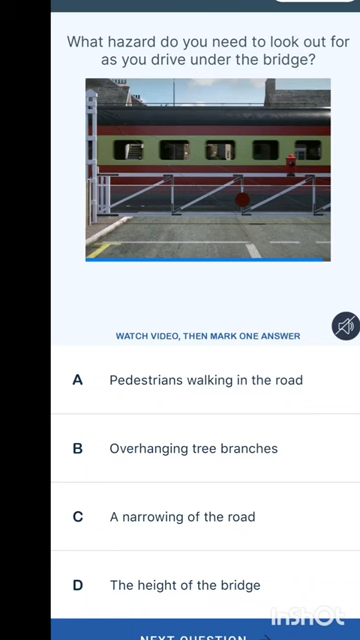 What hazard do you need to look out for
as you drive under the bridge?
WATCH VIDEO, THEN MARK ONE ANSWER
A Pedestrians walking in the road
B Overhanging tree branches
C A narrowing of the road
D The height of the bridge
InShOt
NEXT QUESTION